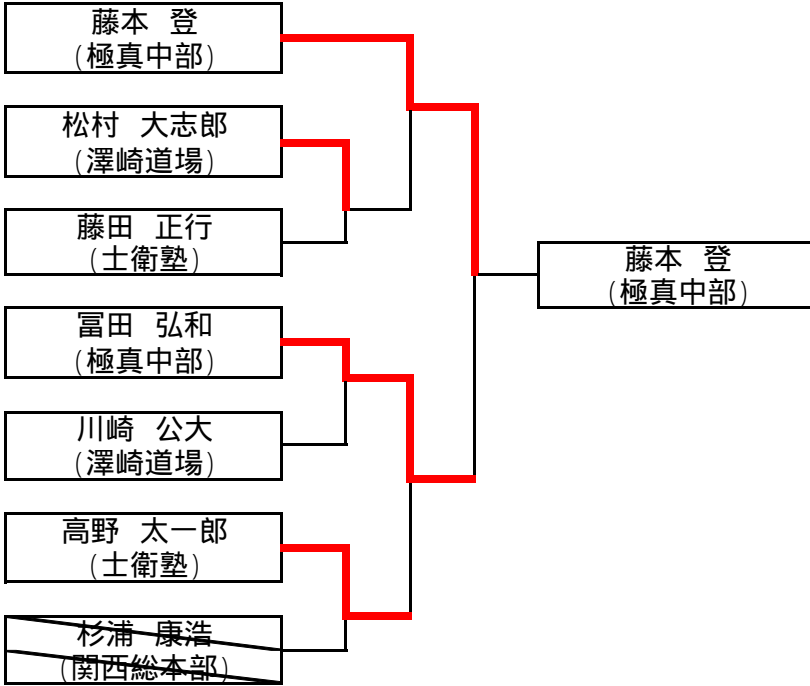 藤本 登
(極真中部)
松村 大志郎
(澤崎道場)
藤田 正行
(士衛塾)
冨田 弘和
(極真中部)
川崎 公大
(澤崎道場)
高野 太一郎
(士衛塾)
杉浦 康浩
(関西総本部)
藤本 登
(極真中部)